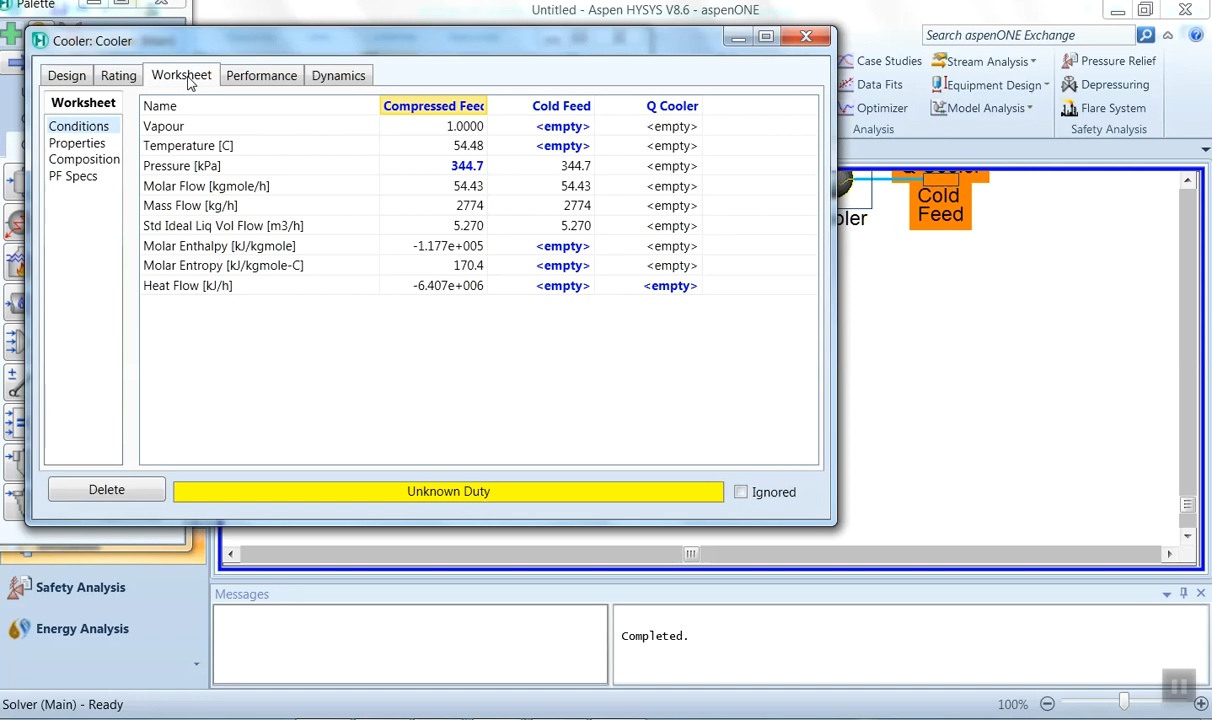 Palette
Untitled - Aspen HYSYS V8.6 - aspenONE
Cooler: Cooler
Search aspenONE Exchange
Design Rating Worksheet Performance Dynamics
Case Studies Stream Analysis Pressure Relief
Data Fits Equipment Design Depressuring
Optimizer Model Analysis Flare System
Analysis Safety Analysis
Worksheet
Conditions
Properties
Composition
PF Specs
Name Compressed Feed Cold Feed Q Cooler
Vapour 1.0000 <empty> <empty>
Temperature [C] 54.48 <empty> <empty>
Pressure [kPa] 344.7 344.7 <empty>
Molar Flow [kgmole/h] 54.43 54.43 <empty>
Mass Flow [kg/h] 2774 2774 <empty>
Std Ideal Liq Vol Flow [m3/h] 5.270 5.270 <empty>
Molar Enthalpy [kJ/kgmole] -1.177e+005 <empty> <empty>
Molar Entropy [kJ/kgmole-C] 170.4 <empty> <empty>
Heat Flow [kJ/h] -6.407e+006 <empty> <empty>
Delete Unknown Duty Ignored
Q Cooler
Cold
Feed
oler
Safety Analysis
Energy Analysis
Messages
Completed.
Solver (Main) - Ready 100%